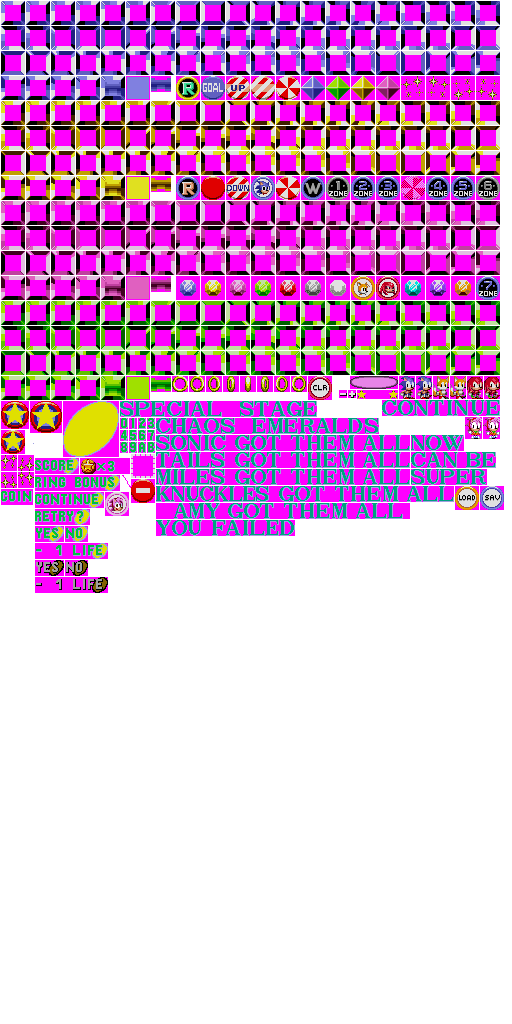 R GOAL UP
R DOWN W 1 ZONE 2 ZONE 3 ZONE 4 ZONE 5 ZONE 6 ZONE
7 ZONE
CLR
SPECIAL STAGE CONTINUE
CHAOS EMERALDS
SONIC GOT THEM ALL NOW
TAILS GOT THEM ALL CAN BE
SCORE ×3
MILES GOT THEM ALL SUPER
RING BONUS
COIN CONTINUE KNUCKLES GOT THEM ALL LOAD SAV
AMY GOT THEM ALL,
RETRY?
YOU FAILED
YES NO
- 1 LIFE
YES NO
- 1 LIFE